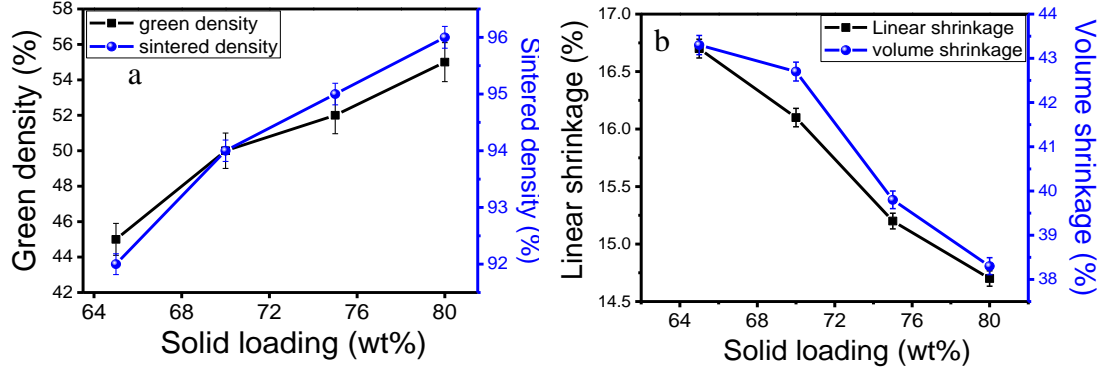 green density
sintered density
a
58
56
54
52
50
48
46
44
42
Green density (%)
96
95
94
93
92
Sintered density (%)
64 68 72 76 80
Solid loading (wt%)
Linear shrinkage
volume shrinkage
b
17.0
16.5
16.0
15.5
15.0
14.5
Linear shrinkage (%)
44
43
42
41
40
39
38
Volume shrinkage (%)
64 68 72 76 80
Solid loading (wt%)